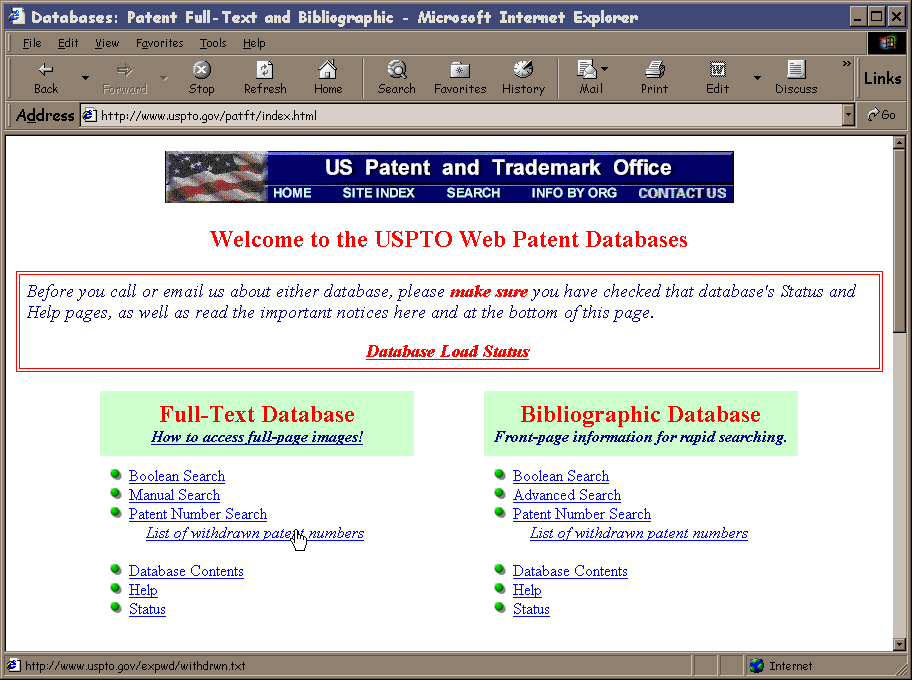 Databases: Patent Full-Text and Bibliographic - Microsoft Internet Explorer
File Edit View Favorites Tools Help
Back Forward Stop Refresh Home Search Favorites History Mail Print Edit Discuss » Links
Address http://www.uspto.gov/patft/index.html Go
US Patent and Trademark Office
HOME SITE INDEX SEARCH INFO BY ORG CONTACT US
Welcome to the USPTO Web Patent Databases
Before you call or email us about either database, please make sure you have checked that database's Status and
Help pages, as well as read the important notices here and at the bottom of this page.
Database Load Status
Full-Text Database
How to access full-page images!
Boolean Search
Manual Search
Patent Number Search
List of withdrawn patent numbers
Database Contents
Help
Status
Bibliographic Database
Front-page information for rapid searching.
Boolean Search
Advanced Search
Patent Number Search
List of withdrawn patent numbers
Database Contents
Help
Status
http://www.uspto.gov/expwd/withdrwn.txt Internet